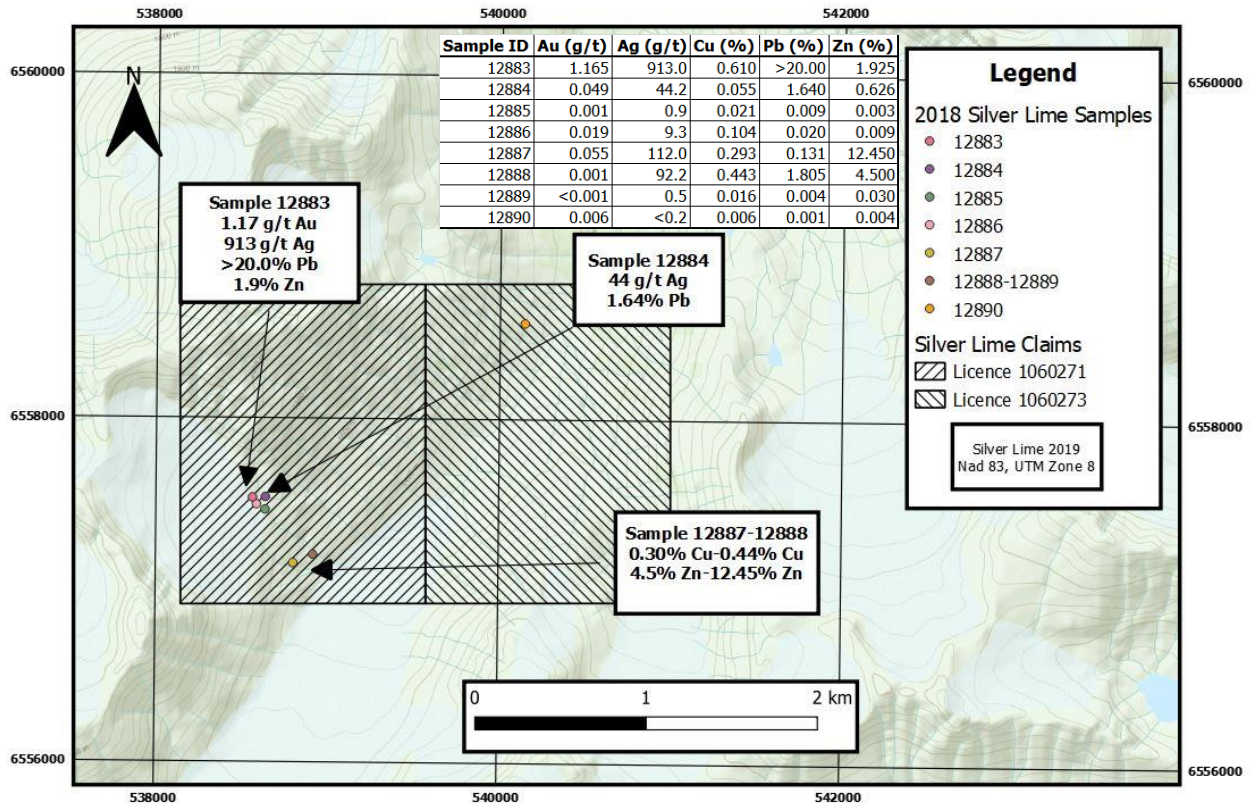 538000
540000
542000
6560000
6560000
1800 m
1800 m
N
Sample ID Au (g/t) Ag (g/t) Cu (%) Pb (%) Zn (%)
12883 1.165 913.0 0.610 >20.00 1.925
12884 0.049 44.2 0.055 1.640 0.626
12885 0.001 0.9 0.021 0.009 0.003
12886 0.019 9.3 0.104 0.020 0.009
12887 0.055 112.0 0.293 0.131 12.450
12888 0.001 92.2 0.443 1.805 4.500
12889 <0.001 0.5 0.016 0.004 0.030
12890 0.006 <0.2 0.006 0.001 0.004
Legend
2018 Silver Lime Samples
12883
12884
12885
12886
12887
12888-12889
12890
Silver Lime Claims
Licence 1060271
Licence 1060273
Silver Lime 2019
Nad 83, UTM Zone 8
Sample 12883
1.17 g/t Au
913 g/t Ag
>20.0% Pb
1.9% Zn
Sample 12884
44 g/t Ag
1.64% Pb
6558000
6558000
Sample 12887-12888
0.30% Cu-0.44% Cu
4.5% Zn-12.45% Zn
0 1 2 km
6556000
6556000
538000
540000
542000